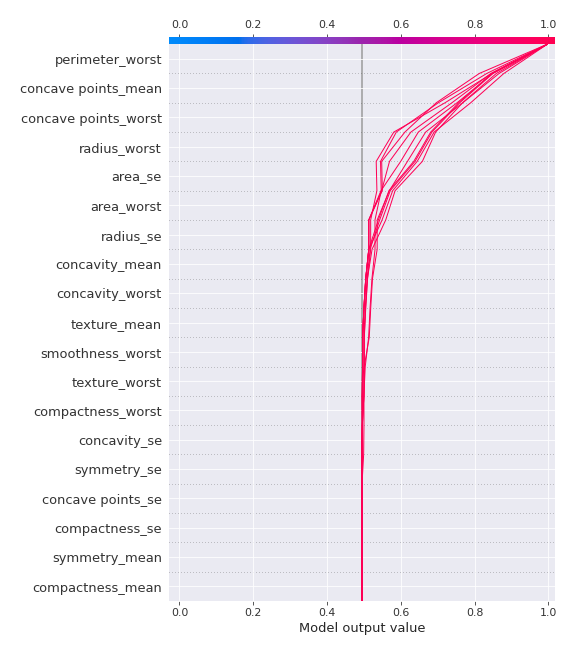 0.0 0.2 0.4 0.6 0.8 1.0
perimeter_worst
concave points_mean
concave points_worst
radius_worst
area_se
area_worst
radius_se
concavity_mean
concavity_worst
texture_mean
smoothness_worst
texture_worst
compactness_worst
concavity_se
symmetry_se
concave points_se
compactness_se
symmetry_mean
compactness_mean
0.0 0.2 0.4 0.6 0.8 1.0
Model output value